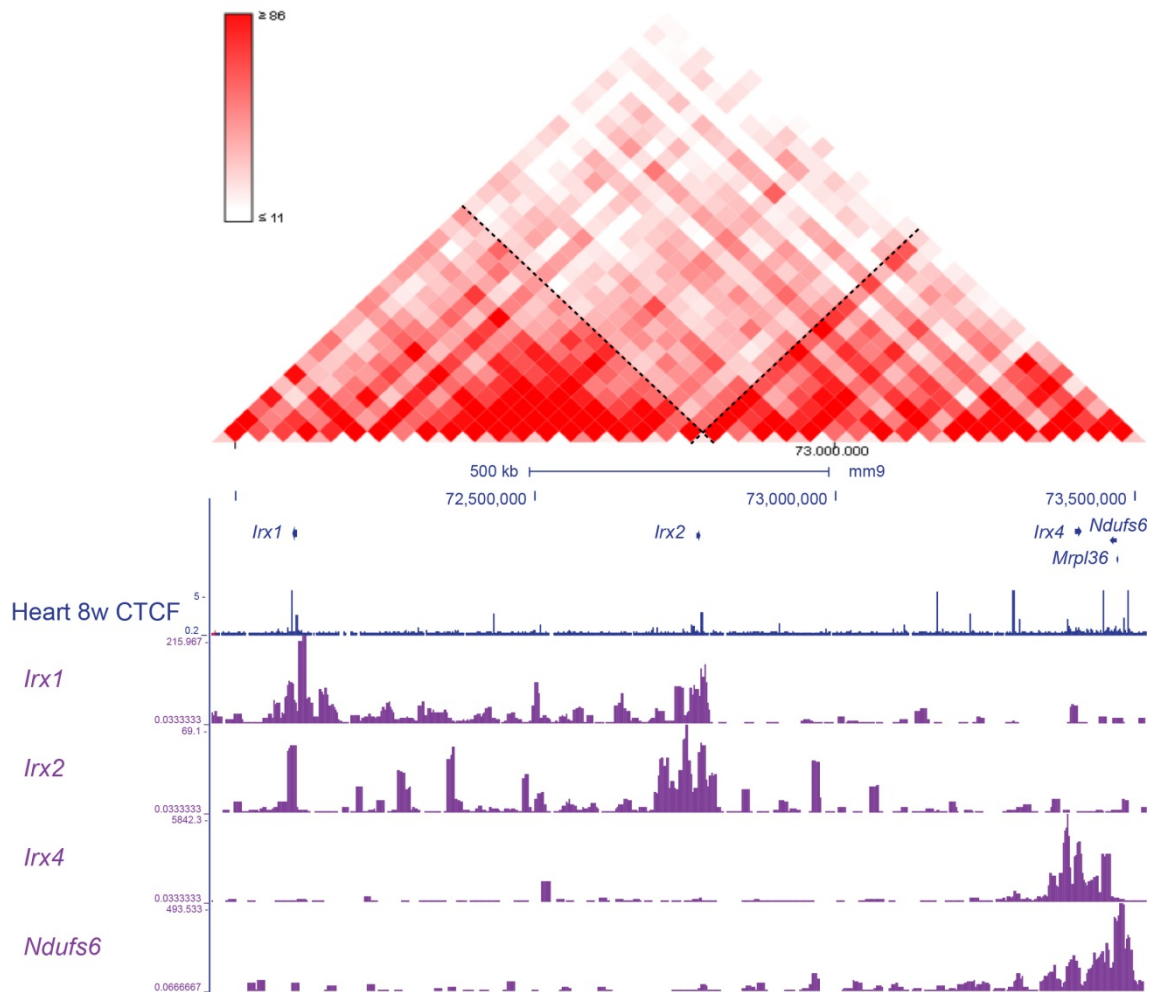 ≥ 86
≤ 11
73.000.000
500 kb mm9
72,500,000 73,000,000 73,500,000
Irx1 Irx2 Irx4 Ndufs6
Mrpl36
Heart 8w CTCF
5 -
0.2 _
215.967 _
Irx1
0.0333333 _
69.1 -
Irx2
0.0333333 _
5842.3 _
Irx4
0.0333333 _
493.533 _
Ndufs6
0.0666667 _